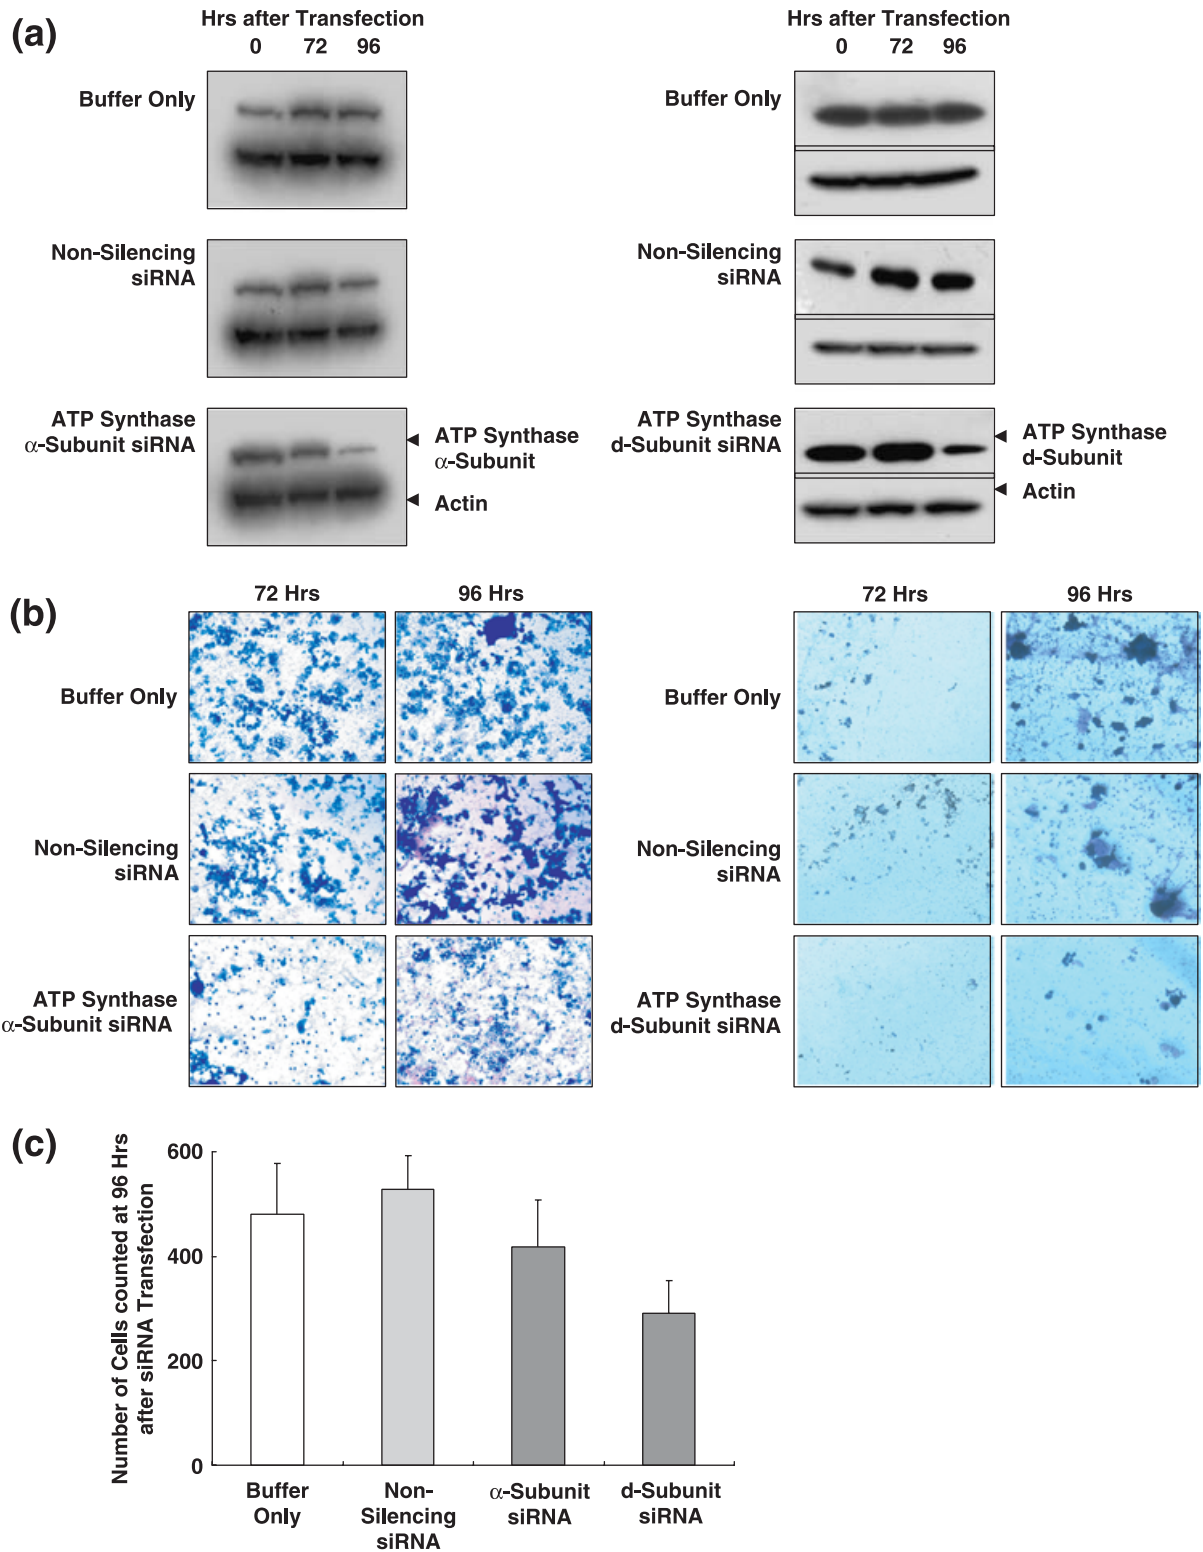 (a)
Hrs after Transfection
0 72 96
Buffer Only
Non-Silencing
siRNA
ATP Synthase
α-Subunit siRNA
ATP Synthase
α-Subunit
Actin
Hrs after Transfection
0 72 96
Buffer Only
Non-Silencing
siRNA
ATP Synthase
d-Subunit siRNA
ATP Synthase
d-Subunit
Actin
(b)
72 Hrs 96 Hrs
Buffer Only
Non-Silencing
siRNA
ATP Synthase
α-Subunit siRNA
72 Hrs 96 Hrs
Buffer Only
Non-Silencing
siRNA
ATP Synthase
d-Subunit siRNA
(c)
Number of Cells counted at 96 Hrs
after siRNA Transfection
600
400
200
0
Buffer
Only
Non-
Silencing
siRNA
α-Subunit
siRNA
d-Subunit
siRNA